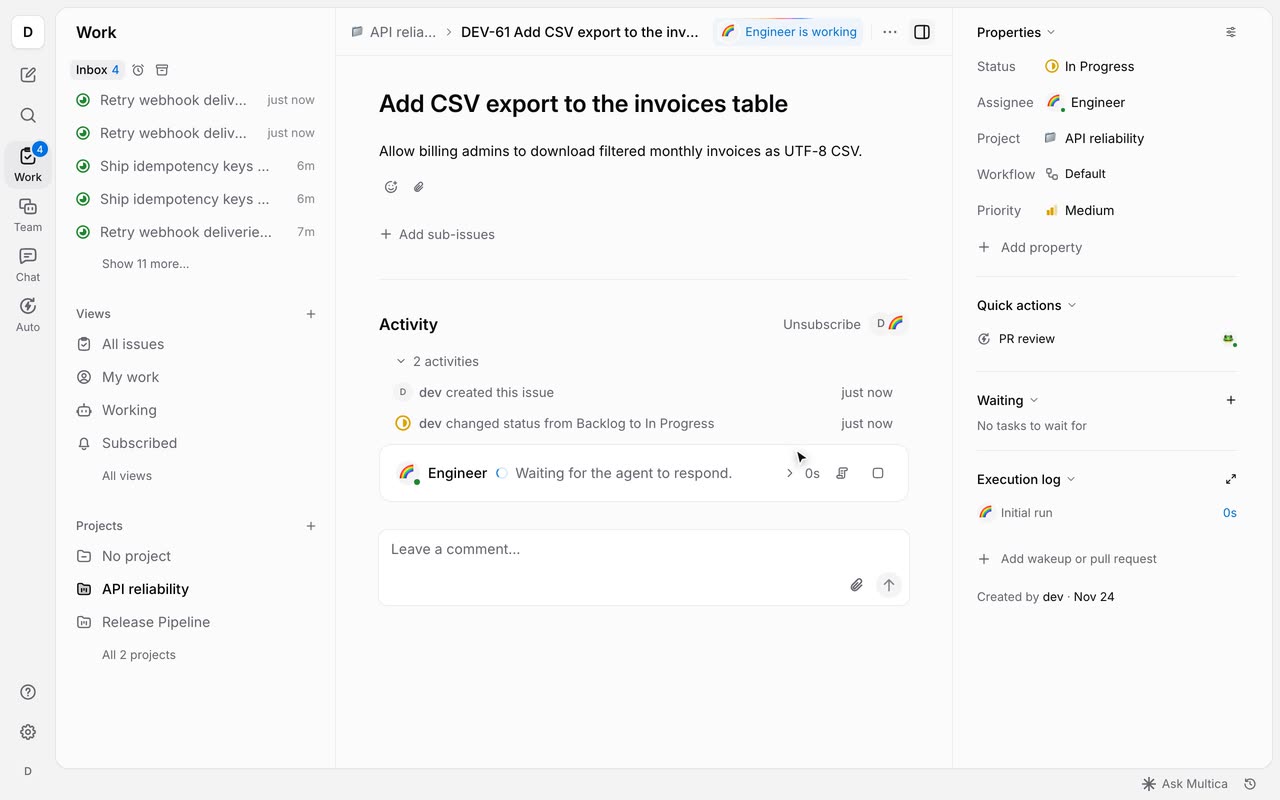 D
4
Work
Team
Chat
Auto
D
Work
Inbox 4
Retry webhook deliv... just now
Retry webhook deliv... just now
Ship idempotency keys ... 6m
Ship idempotency keys ... 6m
Retry webhook deliverie... 7m
Show 11 more...
Views
All issues
My work
Working
Subscribed
All views
Projects
No project
API reliability
Release Pipeline
All 2 projects
API relia... › DEV-61 Add CSV export to the inv... Engineer is working
Add CSV export to the invoices table
Allow billing admins to download filtered monthly invoices as UTF-8 CSV.
Add sub-issues
Activity Unsubscribe D
2 activities
D dev created this issue just now
dev changed status from Backlog to In Progress just now
Engineer Waiting for the agent to respond. 0s
Leave a comment...
Properties
Status In Progress
Assignee Engineer
Project API reliability
Workflow Default
Priority Medium
Add property
Quick actions
PR review
Waiting
No tasks to wait for
Execution log
Initial run 0s
Add wakeup or pull request
Created by dev · Nov 24
Ask Multica